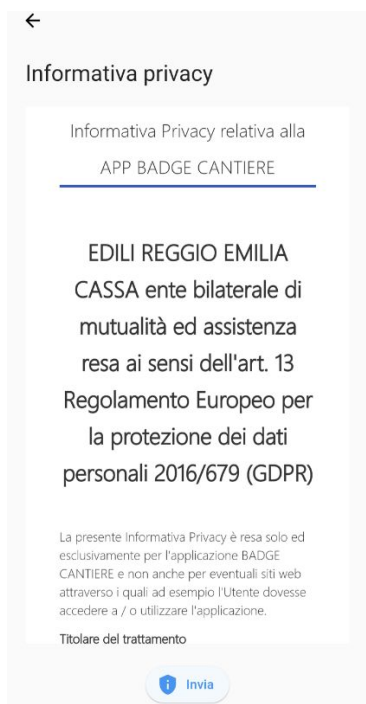 Informativa privacy
Informativa Privacy relativa alla
APP BADGE CANTIERE
EDILI REGGIO EMILIA
CASSA ente bilaterale di
mutualità ed assistenza
resa ai sensi dell'art. 13
Regolamento Europeo per
la protezione dei dati
personali 2016/679 (GDPR)
La presente Informativa Privacy è resa solo ed
esclusivamente per l'applicazione BADGE
CANTIERE e non anche per eventuali siti web
attraverso i quali ad esempio l'Utente dovesse
accedere a / o utilizzare l'applicazione.
Titolare del trattamento
Invia